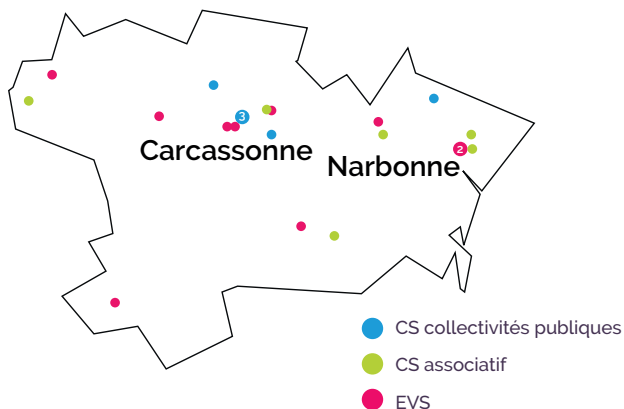 3
Carcassonne
Narbonne
2
CS collectivités publiques
CS associatif
EVS